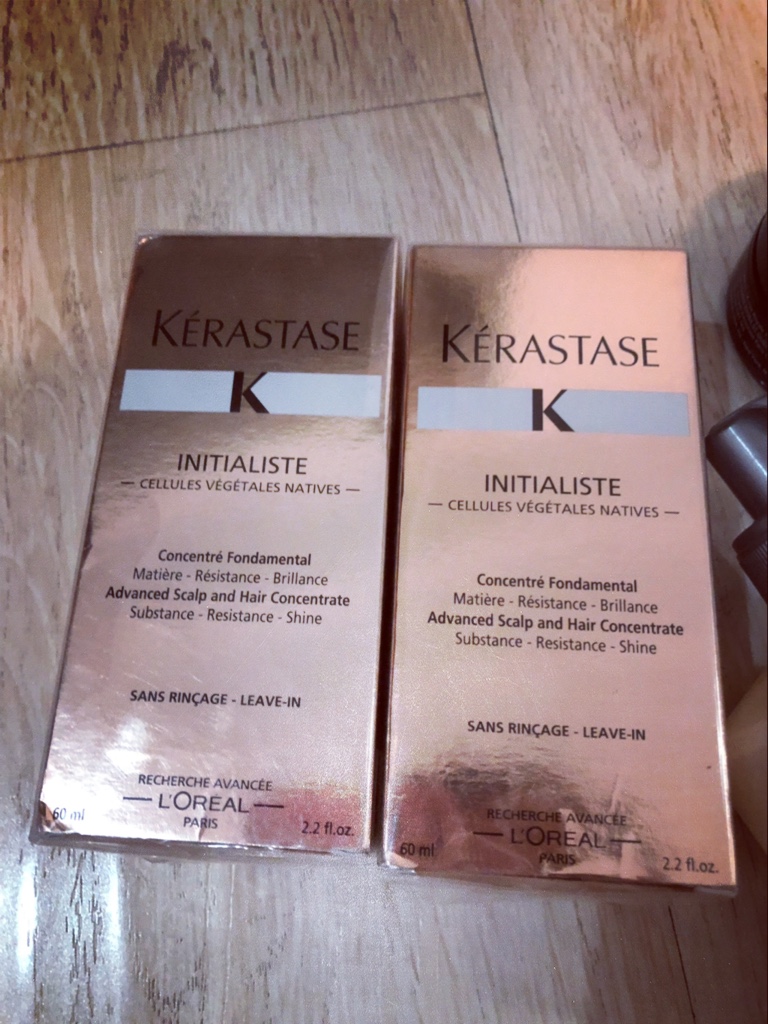 KÉRASTASE
K
INITIALISTE
— CELLULES VÉGÉTALES NATIVES —
Concentré Fondamental
Matière - Résistance - Brillance
Advanced Scalp and Hair Concentrate
Substance - Resistance - Shine
SANS RINÇAGE - LEAVE-IN
RECHERCHE AVANCÉE
— L'ORÉAL —
PARIS
60 ml
2.2 fl.oz.
KÉRASTASE
K
INITIALISTE
— CELLULES VÉGÉTALES NATIVES —
Concentré Fondamental
Matière - Résistance - Brillance
Advanced Scalp and Hair Concentrate
Substance - Resistance - Shine
SANS RINÇAGE - LEAVE-IN
RECHERCHE AVANCÉE
— L'ORÉAL —
PARIS
60 ml
2.2 fl.oz.